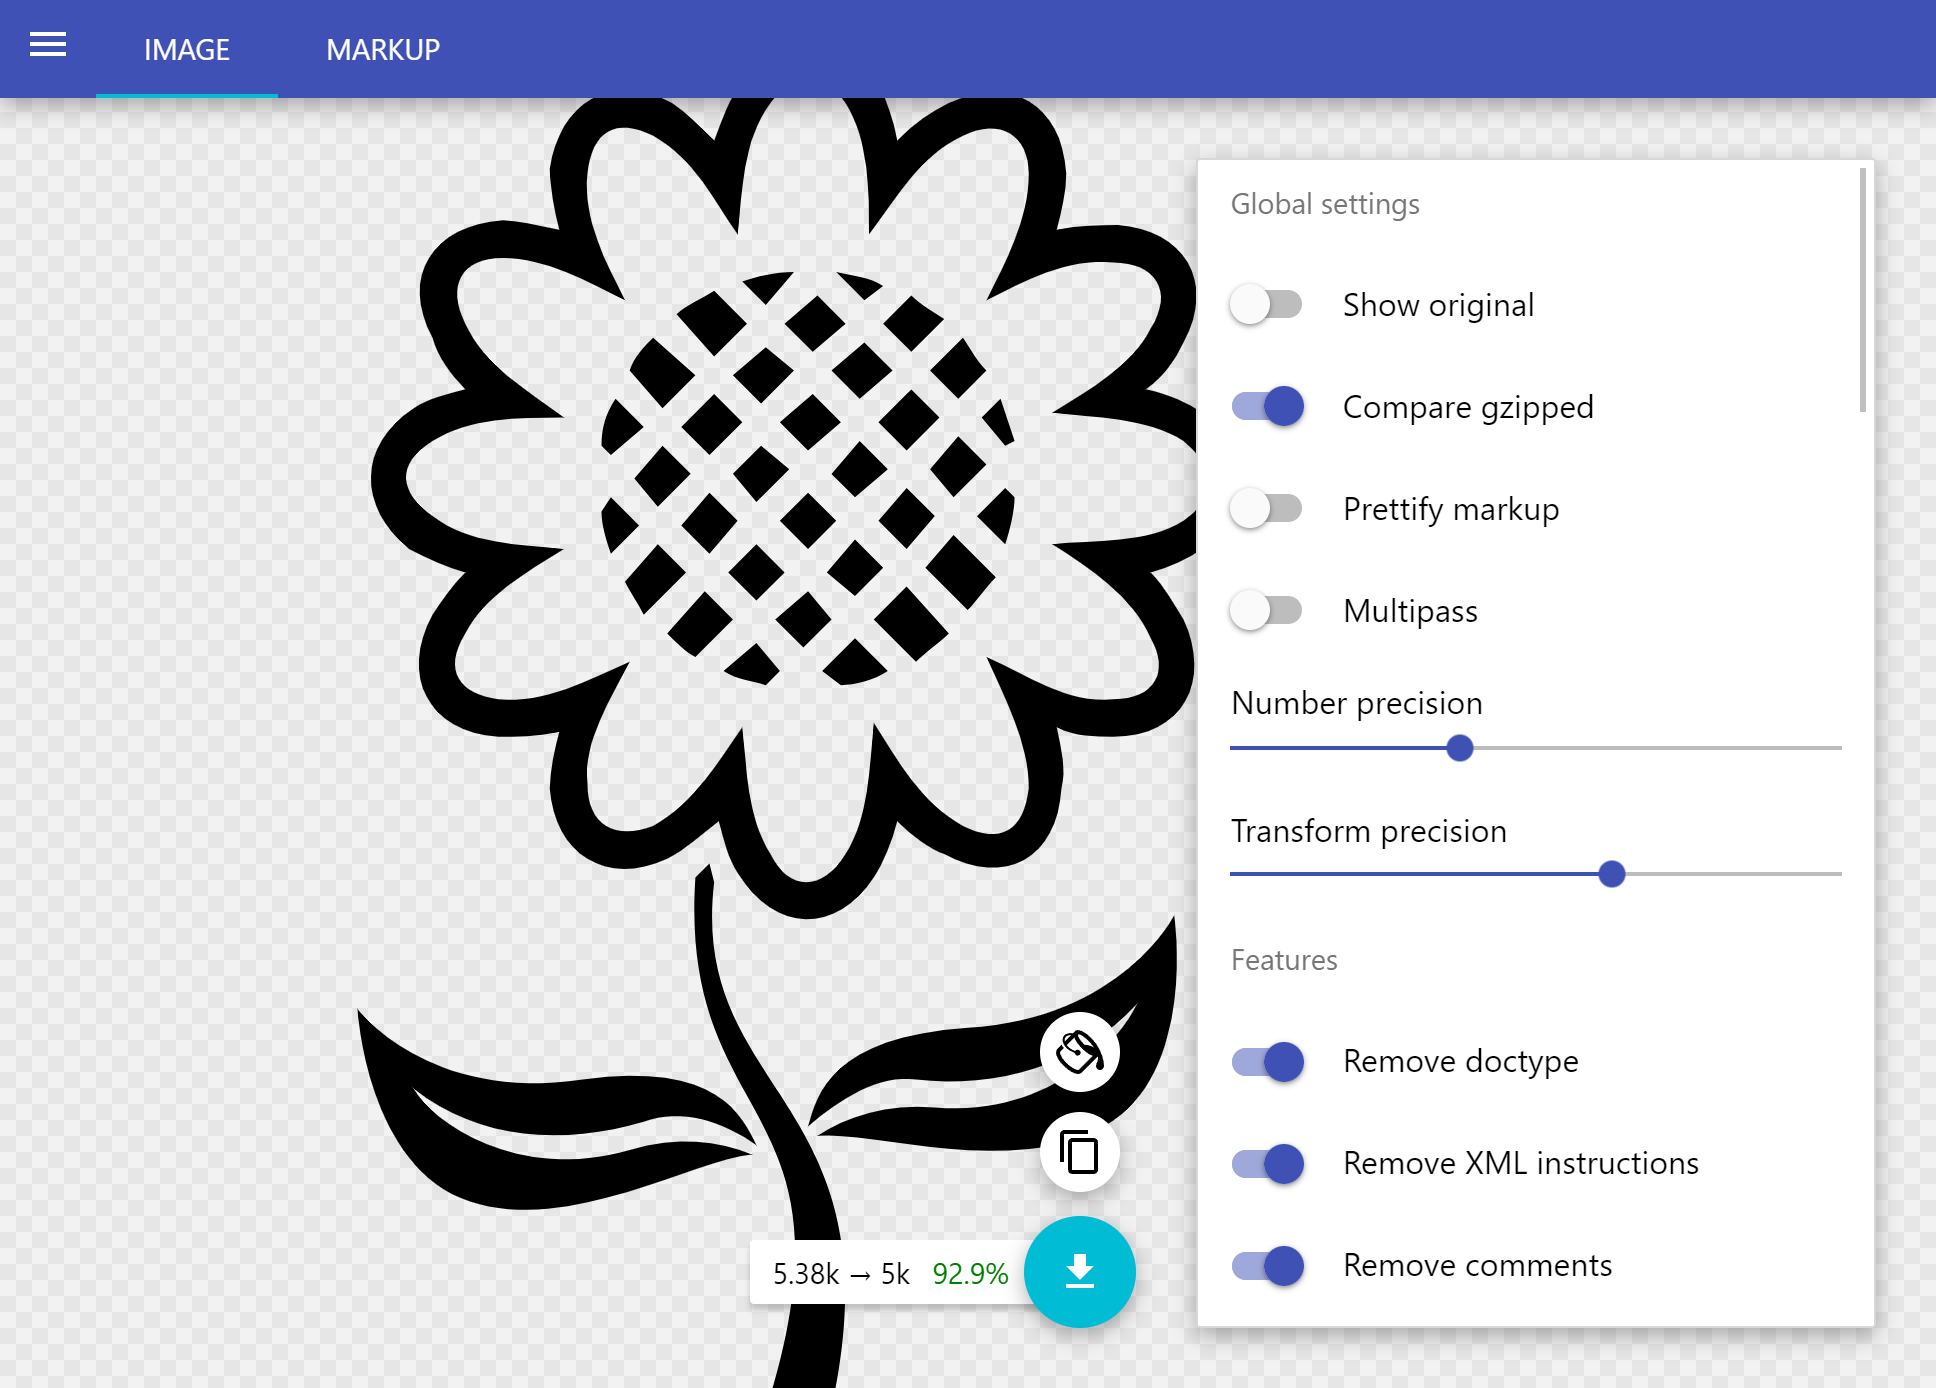 IMAGE
MARKUP
Global settings
Show original
Compare gzipped
Prettify markup
Multipass
Number precision
Transform precision
Features
Remove doctype
Remove XML instructions
Remove comments
5.38k → 5k 92.9%